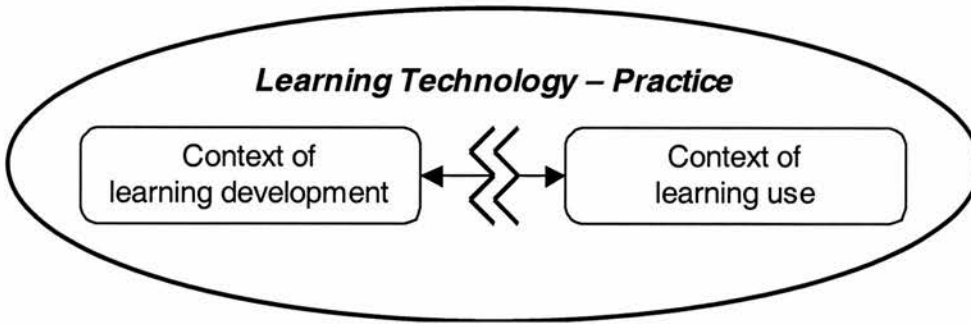 Learning Technology – Practice
Context of
learning development
Context of
learning use